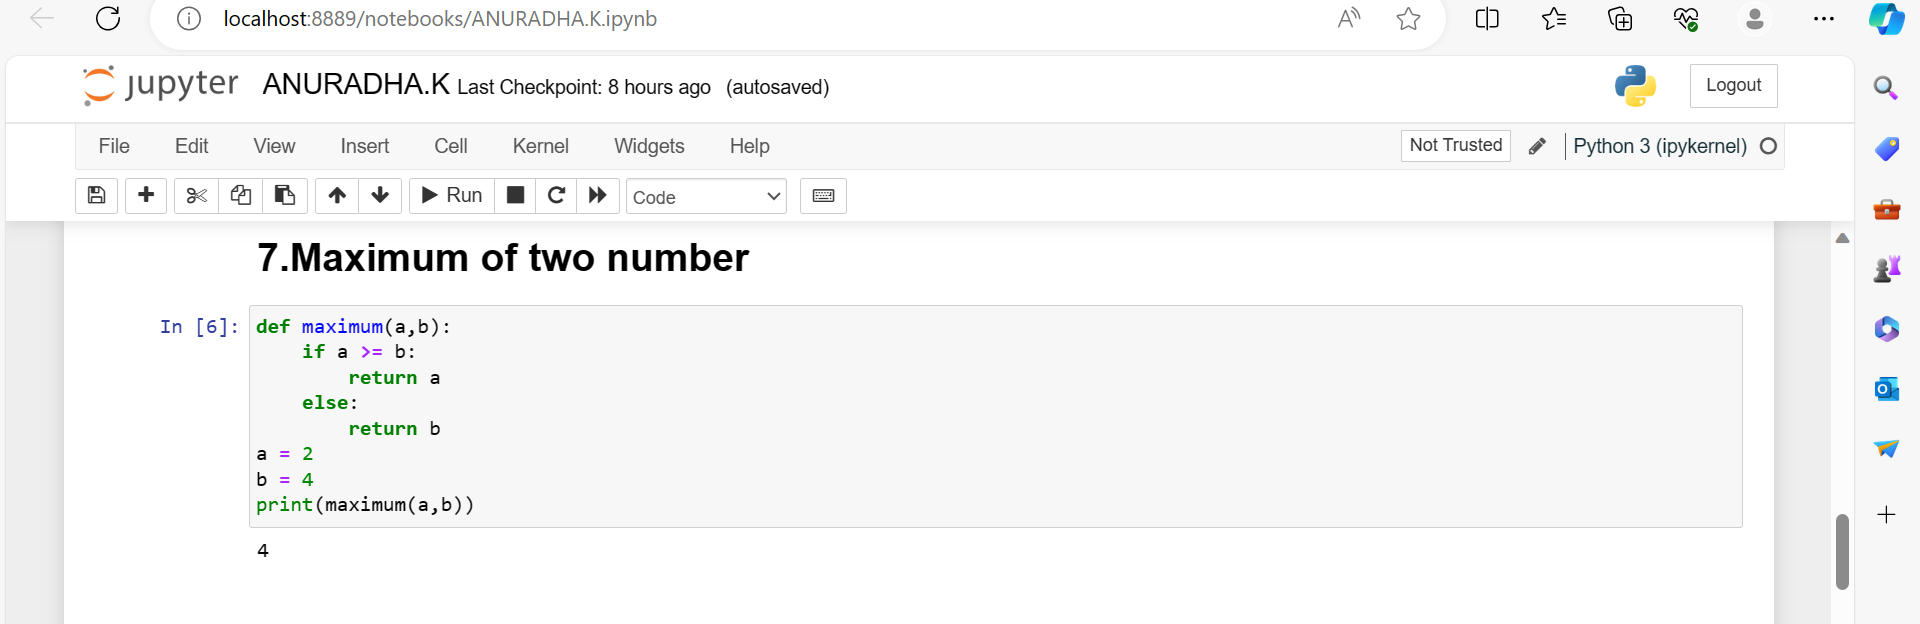 localhost:8889/notebooks/ANURADHA.K.ipynb
jupyter ANURADHA.K Last Checkpoint: 8 hours ago (autosaved)
Logout
File Edit View Insert Cell Kernel Widgets Help
Not Trusted
Python 3 (ipykernel)
Run
Code
7.Maximum of two number
In [6]:
def maximum(a,b):
    if a >= b:
        return a
    else:
        return b
a = 2
b = 4
print(maximum(a,b))
4